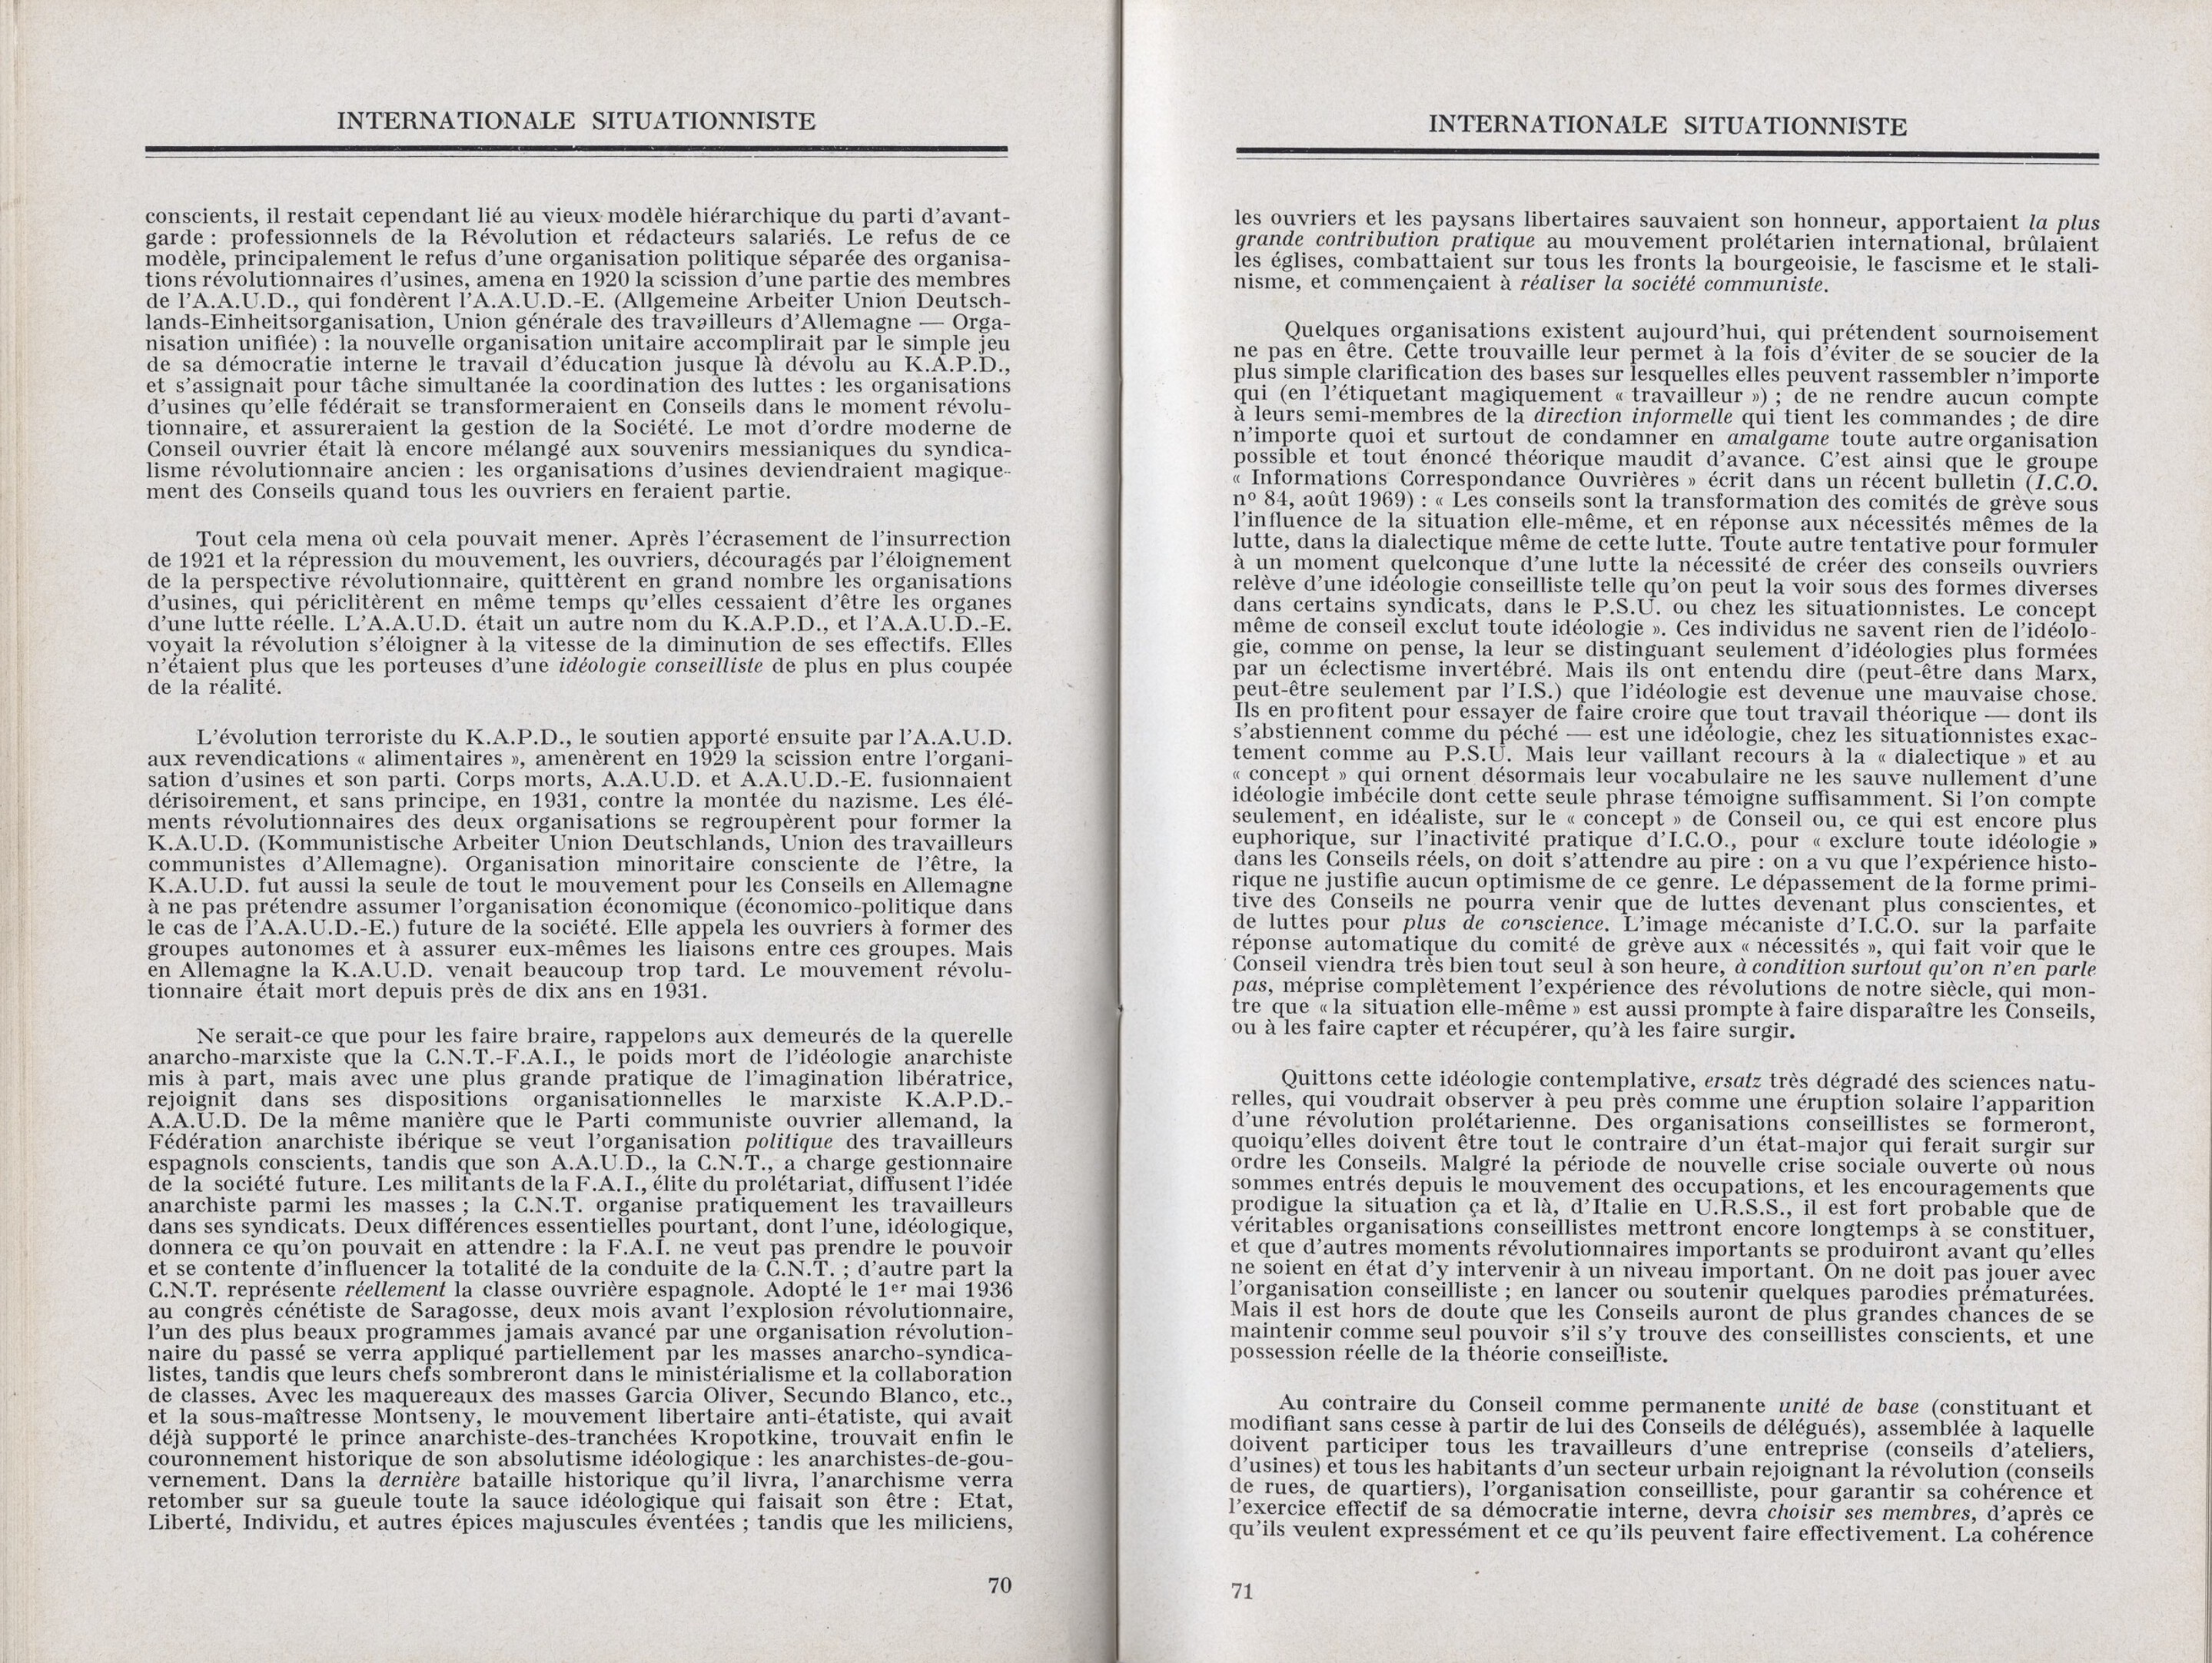 INTERNATIONALE SITUATIONNISTE
conscients, il restait cependant lié au vieux modèle hiérarchique du parti d'avant-
garde : professionnels de la Révolution et rédacteurs salariés. Le refus de ce
modèle, principalement le refus d'une organisation politique séparée des organisa-
tions révolutionnaires d'usines, amena en 1920 la scission d'une partie des membres
de l'A.A.U.D., qui fondèrent l'A.A.U.D.-E. (Allgemeine Arbeiter Union Deutsch-
lands-Einheitsorganisation, Union générale des travailleurs d'Allemagne — Orga-
nisation unifiée) : la nouvelle organisation unitaire accomplirait par le simple jeu
de sa démocratie interne le travail d'éducation jusque là dévolu au K.A.P.D.,
et s'assignait pour tâche simultanée la coordination des luttes : les organisations
d'usines qu'elle fédérait se transformeraient en Conseils dans le moment révolu-
tionnaire, et assureraient la gestion de la Société. Le mot d'ordre moderne de
Conseil ouvrier était là encore mélangé aux souvenirs messianiques du syndica-
lisme révolutionnaire ancien : les organisations d'usines deviendraient magique-
ment des Conseils quand tous les ouvriers en feraient partie.
Tout cela mena où cela pouvait mener. Après l'écrasement de l'insurrection
de 1921 et la répression du mouvement, les ouvriers, découragés par l'éloignement
de la perspective révolutionnaire, quittèrent en grand nombre les organisations
d'usines, qui périclitèrent en même temps qu'elles cessaient d'être les organes
d'une lutte réelle. L'A.A.U.D. était un autre nom du K.A.P.D., et l'A.A.U.D.-E.
voyait la révolution s'éloigner à la vitesse de la diminution de ses effectifs. Elles
n'étaient plus que les porteuses d'une idéologie conseilliste de plus en plus coupée
de la réalité.
L'évolution terroriste du K.A.P.D., le soutien apporté ensuite par l'A.A.U.D.
aux revendications « alimentaires », amenèrent en 1929 la scission entre l'organi-
sation d'usines et son parti. Corps morts, A.A.U.D. et A.A.U.D.-E. fusionnaient
dérisoirement, et sans principe, en 1931, contre la montée du nazisme. Les élé-
ments révolutionnaires des deux organisations se regroupèrent pour former la
K.A.U.D. (Kommunistische Arbeiter Union Deutschlands, Union des travailleurs
communistes d'Allemagne). Organisation minoritaire consciente de l'être, la
K.A.U.D. fut aussi la seule de tout le mouvement pour les Conseils en Allemagne
à ne pas prétendre assumer l'organisation économique (économico-politique dans
le cas de l'A.A.U.D.-E.) future de la société. Elle appela les ouvriers à former des
groupes autonomes et à assurer eux-mêmes les liaisons entre ces groupes. Mais
en Allemagne la K.A.U.D. venait beaucoup trop tard. Le mouvement révolu-
tionnaire était mort depuis près de dix ans en 1931.
Ne serait-ce que pour les faire braire, rappelons aux demeurés de la querelle
anarcho-marxiste que la C.N.T.-F.A.I., le poids mort de l'idéologie anarchiste
mis à part, mais avec une plus grande pratique de l'imagination libératrice,
rejoignit dans ses dispositions organisationnelles le marxiste K.A.P.D.-
A.A.U.D. De la même manière que le Parti communiste ouvrier allemand, la
Fédération anarchiste ibérique se veut l'organisation politique des travailleurs
espagnols conscients, tandis que son A.A.U.D., la C.N.T., a charge gestionnaire
de la société future. Les militants de la F.A.I., élite du prolétariat, diffusent l'idée
anarchiste parmi les masses ; la C.N.T. organise pratiquement les travailleurs
dans ses syndicats. Deux différences essentielles pourtant, dont l'une, idéologique,
donnera ce qu'on pouvait en attendre : la F.A.I. ne veut pas prendre le pouvoir
et se contente d'influencer la totalité de la conduite de la C.N.T. ; d'autre part la
C.N.T. représente réellement la classe ouvrière espagnole. Adopté le 1er mai 1936
au congrès cénétiste de Saragosse, deux mois avant l'explosion révolutionnaire,
l'un des plus beaux programmes jamais avancé par une organisation révolution-
naire du passé se verra appliqué partiellement par les masses anarcho-syndica-
listes, tandis que leurs chefs sombreront dans le ministérialisme et la collaboration
de classes. Avec les maquereaux des masses Garcia Oliver, Secundo Blanco, etc.,
et la sous-maîtresse Montseny, le mouvement libertaire anti-étatiste, qui avait
déjà supporté le prince anarchiste-des-tranchées Kropotkine, trouvait enfin le
couronnement historique de son absolutisme idéologique : les anarchistes-de-gou-
vernement. Dans la dernière bataille historique qu'il livra, l'anarchisme verra
retomber sur sa gueule toute la sauce idéologique qui faisait son être : Etat,
Liberté, Individu, et autres épices majuscules éventées ; tandis que les miliciens,
70
INTERNATIONALE SITUATIONNISTE
les ouvriers et les paysans libertaires sauvaient son honneur, apportaient la plus
grande contribution pratique au mouvement prolétarien international, brûlaient
les églises, combattaient sur tous les fronts la bourgeoisie, le fascisme et le stali-
nisme, et commençaient à réaliser la société communiste.
Quelques organisations existent aujourd'hui, qui prétendent sournoisement
ne pas en être. Cette trouvaille leur permet à la fois d'éviter de se soucier de la
plus simple clarification des bases sur lesquelles elles peuvent rassembler n'importe
qui (en l'étiquetant magiquement « travailleur ») ; de ne rendre aucun compte
à leurs semi-membres de la direction informelle qui tient les commandes ; de dire
n'importe quoi et surtout de condamner en amalgame toute autre organisation
possible et tout énoncé théorique maudit d'avance. C'est ainsi que le groupe
« Informations Correspondance Ouvrières » écrit dans un récent bulletin (I.C.O.
nº 84, août 1969) : « Les conseils sont la transformation des comités de grève sous
l'influence de la situation elle-même, et en réponse aux nécessités mêmes de la
lutte, dans la dialectique même de cette lutte. Toute autre tentative pour formuler
à un moment quelconque d'une lutte la nécessité de créer des conseils ouvriers
relève d'une idéologie conseilliste telle qu'on peut la voir sous des formes diverses
dans certains syndicats, dans le P.S.U. ou chez les situationnistes. Le concept
même de conseil exclut toute idéologie ». Ces individus ne savent rien de l'idéolo-
gie, comme on pense, la leur se distinguant seulement d'idéologies plus formées
par un éclectisme invertébré. Mais ils ont entendu dire (peut-être dans Marx,
peut-être seulement par l'I.S.) que l'idéologie est devenue une mauvaise chose.
Ils en profitent pour essayer de faire croire que tout travail théorique — dont ils
s'abstiennent comme du péché — est une idéologie, chez les situationnistes exac-
tement comme au P.S.U. Mais leur vaillant recours à la « dialectique » et au
« concept » qui ornent désormais leur vocabulaire ne les sauve nullement d'une
idéologie imbécile dont cette seule phrase témoigne suffisamment. Si l'on compte
seulement, en idéaliste, sur le « concept » de Conseil ou, ce qui est encore plus
euphorique, sur l'inactivité pratique d'I.C.O., pour « exclure toute idéologie »
dans les Conseils réels, on doit s'attendre au pire : on a vu que l'expérience histo-
rique ne justifie aucun optimisme de ce genre. Le dépassement de la forme primi-
tive des Conseils ne pourra venir que de luttes devenant plus conscientes, et
de luttes pour plus de conscience. L'image mécaniste d'I.C.O. sur la parfaite
réponse automatique du comité de grève aux « nécessités », qui fait voir que le
Conseil viendra très bien tout seul à son heure, à condition surtout qu'on n'en parle
pas, méprise complètement l'expérience des révolutions de notre siècle, qui mon-
tre que « la situation elle-même » est aussi prompte à faire disparaître les Conseils,
ou à les faire capter et récupérer, qu'à les faire surgir.
Quittons cette idéologie contemplative, ersatz très dégradé des sciences natu-
relles, qui voudrait observer à peu près comme une éruption solaire l'apparition
d'une révolution prolétarienne. Des organisations conseillistes se formeront,
quoiqu'elles doivent être tout le contraire d'un état-major qui ferait surgir sur
ordre les Conseils. Malgré la période de nouvelle crise sociale ouverte où nous
sommes entrés depuis le mouvement des occupations, et les encouragements que
prodigue la situation ça et là, d'Italie en U.R.S.S., il est fort probable que de
véritables organisations conseillistes mettront encore longtemps à se constituer,
et que d'autres moments révolutionnaires importants se produiront avant qu'elles
ne soient en état d'y intervenir à un niveau important. On ne doit pas jouer avec
l'organisation conseilliste ; en lancer ou soutenir quelques parodies prématurées.
Mais il est hors de doute que les Conseils auront de plus grandes chances de se
maintenir comme seul pouvoir s'il s'y trouve des conseillistes conscients, et une
possession réelle de la théorie conseilliste.
Au contraire du Conseil comme permanente unité de base (constituant et
modifiant sans cesse à partir de lui des Conseils de délégués), assemblée à laquelle
doivent participer tous les travailleurs d'une entreprise (conseils d'ateliers,
d'usines) et tous les habitants d'un secteur urbain rejoignant la révolution (conseils
de rues, de quartiers), l'organisation conseilliste, pour garantir sa cohérence et
l'exercice effectif de sa démocratie interne, devra choisir ses membres, d'après ce
qu'ils veulent expressément et ce qu'ils peuvent faire effectivement. La cohérence
71